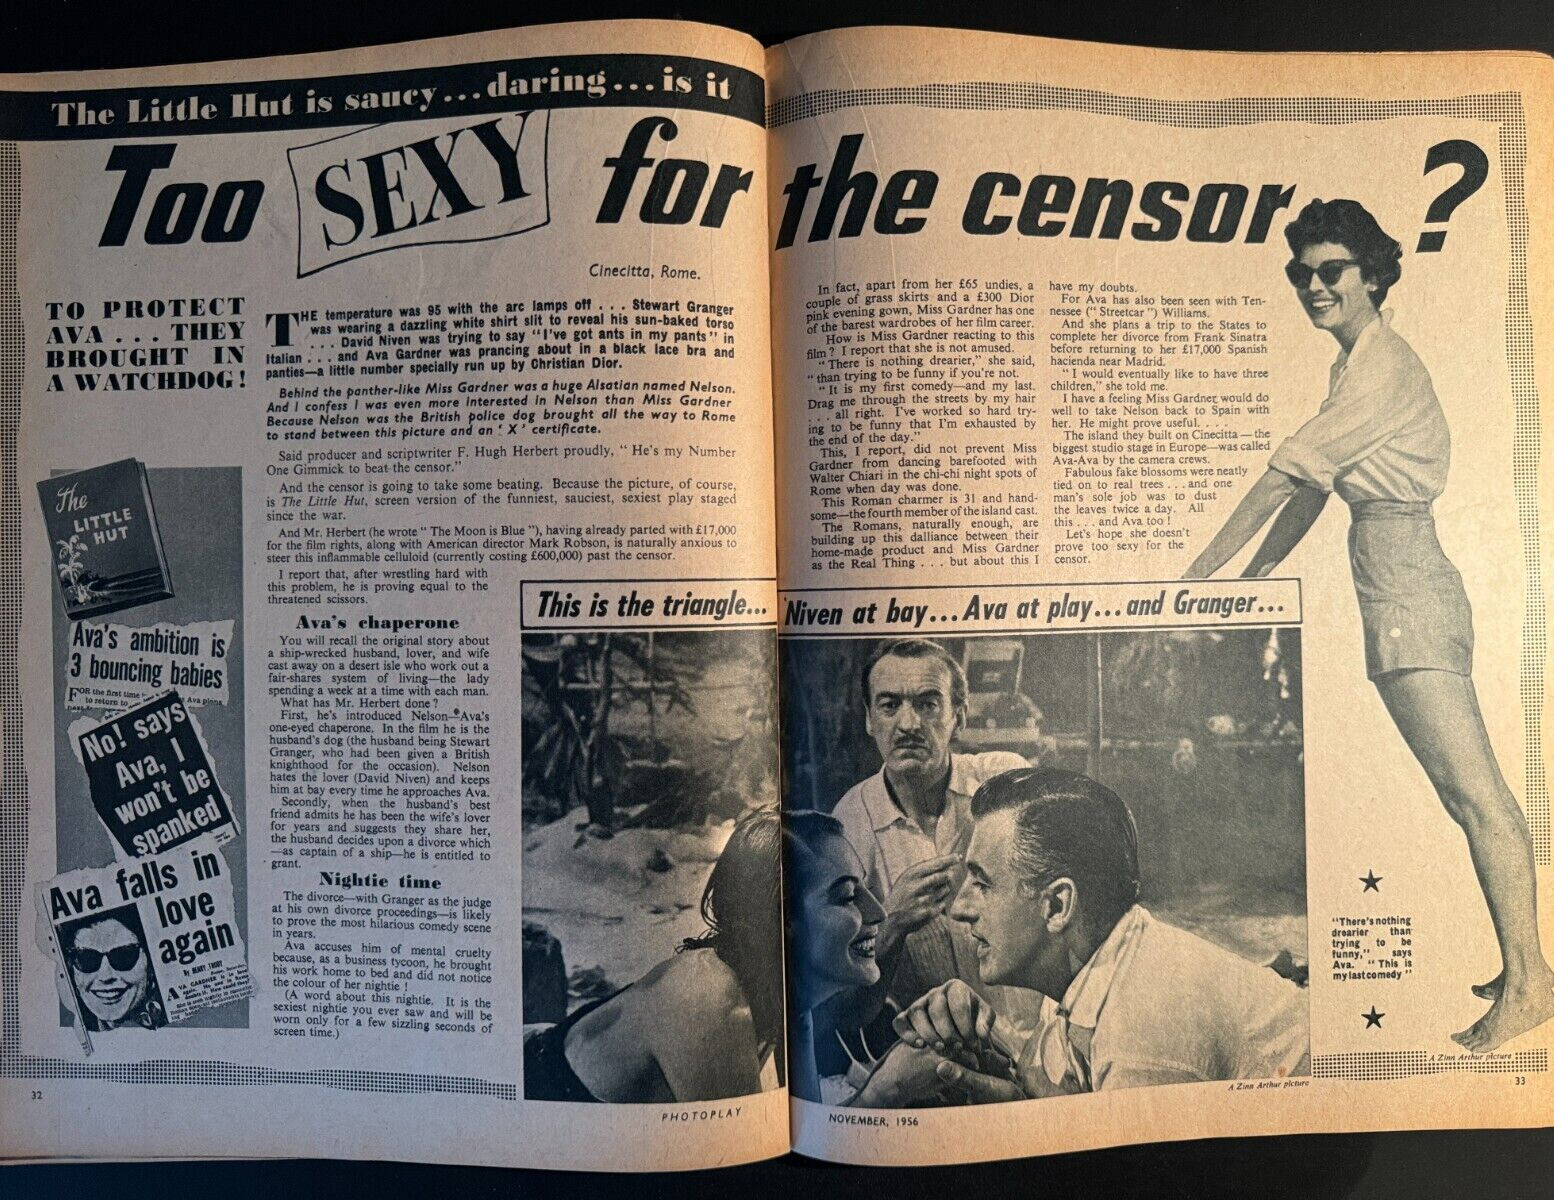 The Little Hut is saucy...daring...is it
Too SEXY for the censor?
Cinecitta, Rome.
TO PROTECT
AVA . . . THEY
BROUGHT IN
A WATCHDOG!
THE temperature was 95 with the arc lamps off . . . Stewart Granger
was wearing a dazzling white shirt slit to reveal his sun-baked torso
. . . David Niven was trying to say "I've got ants in my pants" in
Italian . . . and Ava Gardner was prancing about in a black lace bra and
panties—a little number specially run up by Christian Dior.
Behind the panther-like Miss Gardner was a huge Alsatian named Nelson.
And I confess I was even more interested in Nelson than Miss Gardner
Because Nelson was the British police dog brought all the way to Rome
to stand between this picture and an ' X ' certificate.
Said producer and scriptwriter F. Hugh Herbert proudly, " He's my Number
One Gimmick to beat the censor."
And the censor is going to take some beating. Because the picture, of course,
is The Little Hut, screen version of the funniest, sauciest, sexiest play staged
since the war.
And Mr. Herbert (he wrote " The Moon is Blue "), having already parted with £17,000
for the film rights, along with American director Mark Robson, is naturally anxious to
steer this inflammable celluloid (currently costing £600,000) past the censor.
I report that, after wrestling hard with
this problem, he is proving equal to the
threatened scissors.
Ava's chaperone
You will recall the original story about
a ship-wrecked husband, lover, and wife
cast away on a desert isle who work out a
fair-shares system of living—the lady
spending a week at a time with each man.
What has Mr. Herbert done ?
First, he's introduced Nelson—Ava's
one-eyed chaperone. In the film he is the
husband's dog (the husband being Stewart
Granger, who had been given a British
knighthood for the occasion). Nelson
hates the lover (David Niven) and keeps
him at bay every time he approaches Ava.
Secondly, when the husband's best
friend admits he has been the wife's lover
for years and suggests they share her,
the husband decides upon a divorce which
—as captain of a ship—he is entitled to
grant.
Nightie time
The divorce—with Granger as the judge
at his own divorce proceedings—is likely
to prove the most hilarious comedy scene
in years.
Ava accuses him of mental cruelty
because, as a business tycoon, he brought
his work home to bed and did not notice
the colour of her nightie !
(A word about this nightie. It is the
sexiest nightie you ever saw and will be
worn only for a few sizzling seconds of
screen time.)
The
LITTLE
HUT
Ava's ambition is
3 bouncing babies
FOR the first time
to return to
Ava plans
No! says
Ava, I
won't be
spanked
Ava falls in
love
again
AVA GARDNER is in love
In fact, apart from her £65 undies, a
couple of grass skirts and a £300 Dior
pink evening gown, Miss Gardner has one
of the barest wardrobes of her film career.
How is Miss Gardner reacting to this
film ? I report that she is not amused.
" There is nothing drearier," she said,
" than trying to be funny if you're not.
" It is my first comedy—and my last.
Drag me through the streets by my hair
. . . all right. I've worked so hard try-
ing to be funny that I'm exhausted by
the end of the day."
This, I report, did not prevent Miss
Gardner from dancing barefooted with
Walter Chiari in the chi-chi night spots of
Rome when day was done.
This Roman charmer is 31 and hand-
some—the fourth member of the island cast.
The Romans, naturally enough, are
building up this dalliance between their
home-made product and Miss Gardner
as the Real Thing . . . but about this I
have my doubts.
For Ava has also been seen with Ten-
nessee (" Streetcar ") Williams.
And she plans a trip to the States to
complete her divorce from Frank Sinatra
before returning to her £17,000 Spanish
hacienda near Madrid.
" I would eventually like to have three
children," she told me.
I have a feeling Miss Gardner would do
well to take Nelson back to Spain with
her. He might prove useful. . . .
The island they built on Cinecitta—the
biggest studio stage in Europe—was called
Ava-Ava by the camera crews.
Fabulous fake blossoms were neatly
tied on to real trees . . . and one
man's sole job was to dust
the leaves twice a day. All
this . . . and Ava too !
Let's hope she doesn't
prove too sexy for the
censor.
This is the triangle... Niven at bay...Ava at play...and Granger...
"There's nothing
drearier than
trying to be
funny," says
Ava. "This is
my last comedy"
A Zinn Arthur picture
A Zinn Arthur picture
32
PHOTOPLAY
NOVEMBER, 1956
33